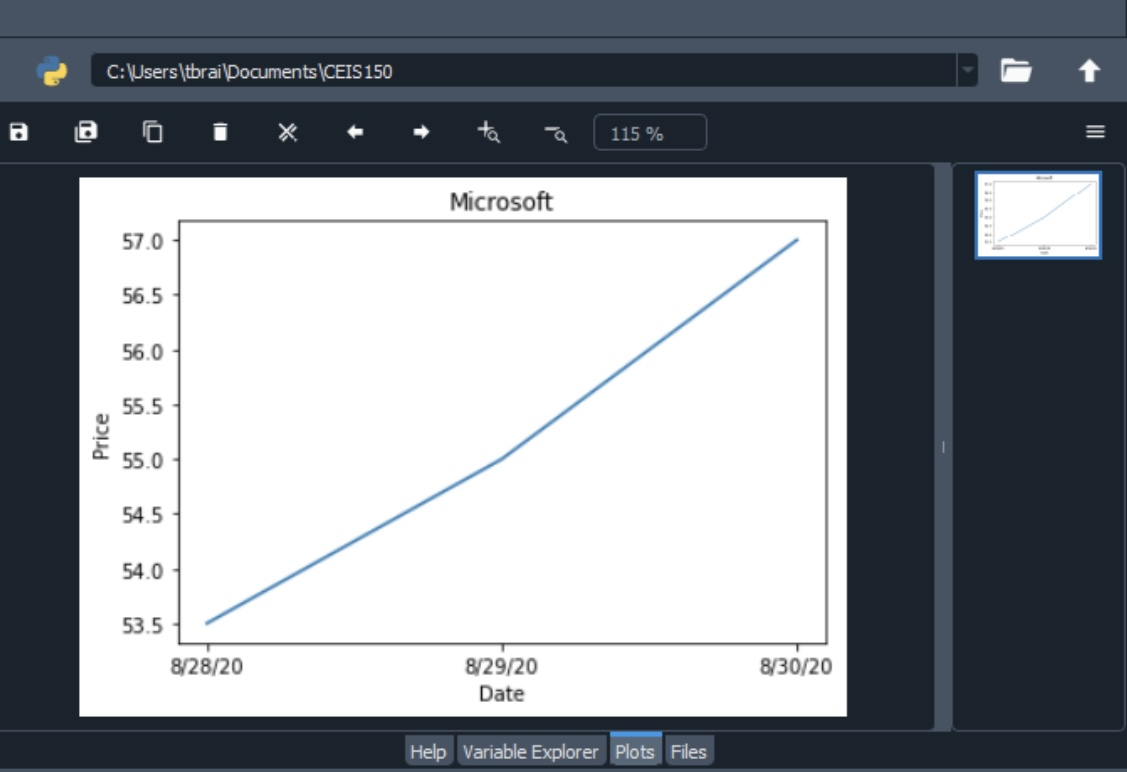 C:\Users\tbrai\Documents\CEIS150
115 %
Microsoft
57.0
56.5
56.0
55.5
55.0
54.5
54.0
53.5
Price
8/28/20 8/29/20 8/30/20
Date
Help Variable Explorer Plots Files